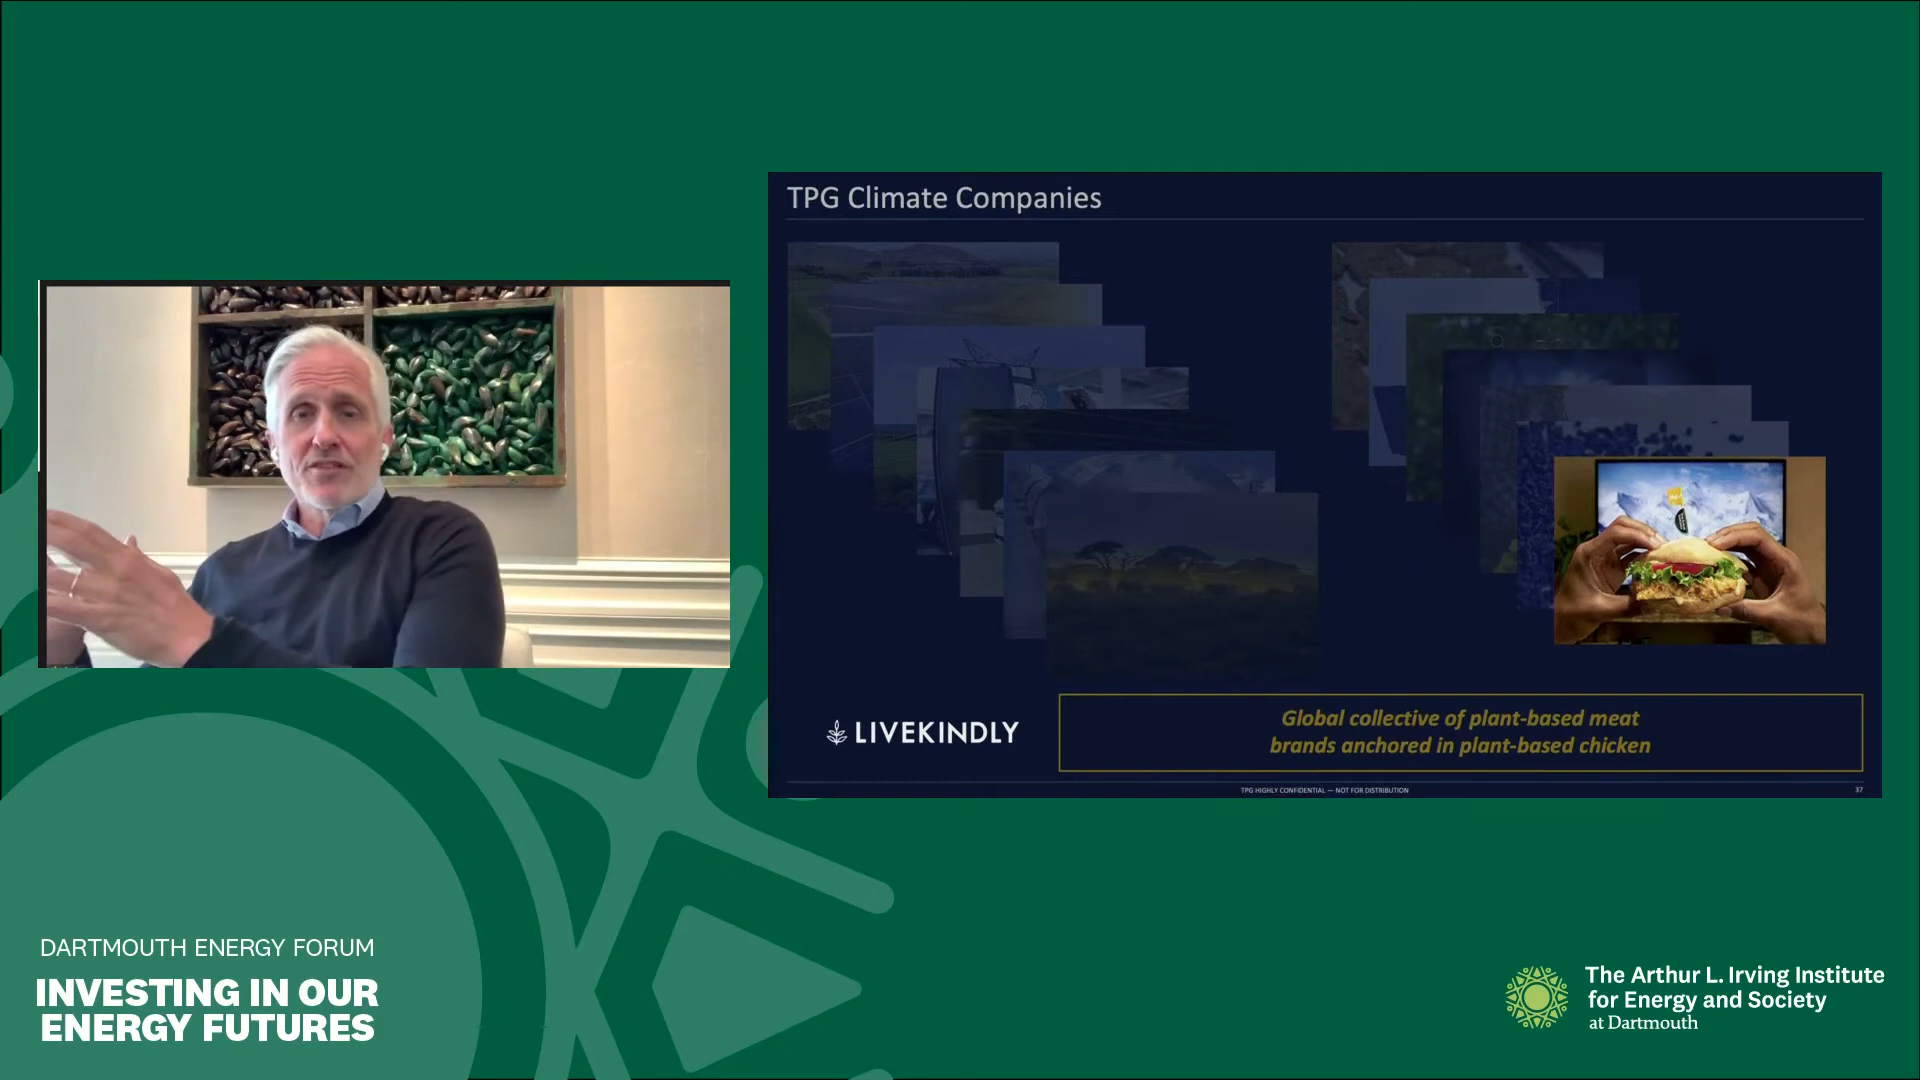 TPG Climate Companies
LIVEKINDLY
Global collective of plant-based meat
brands anchored in plant-based chicken
TPG HIGHLY CONFIDENTIAL — NOT FOR DISTRIBUTION
37
DARTMOUTH ENERGY FORUM
INVESTING IN OUR
ENERGY FUTURES
The Arthur L. Irving Institute
for Energy and Society
at Dartmouth